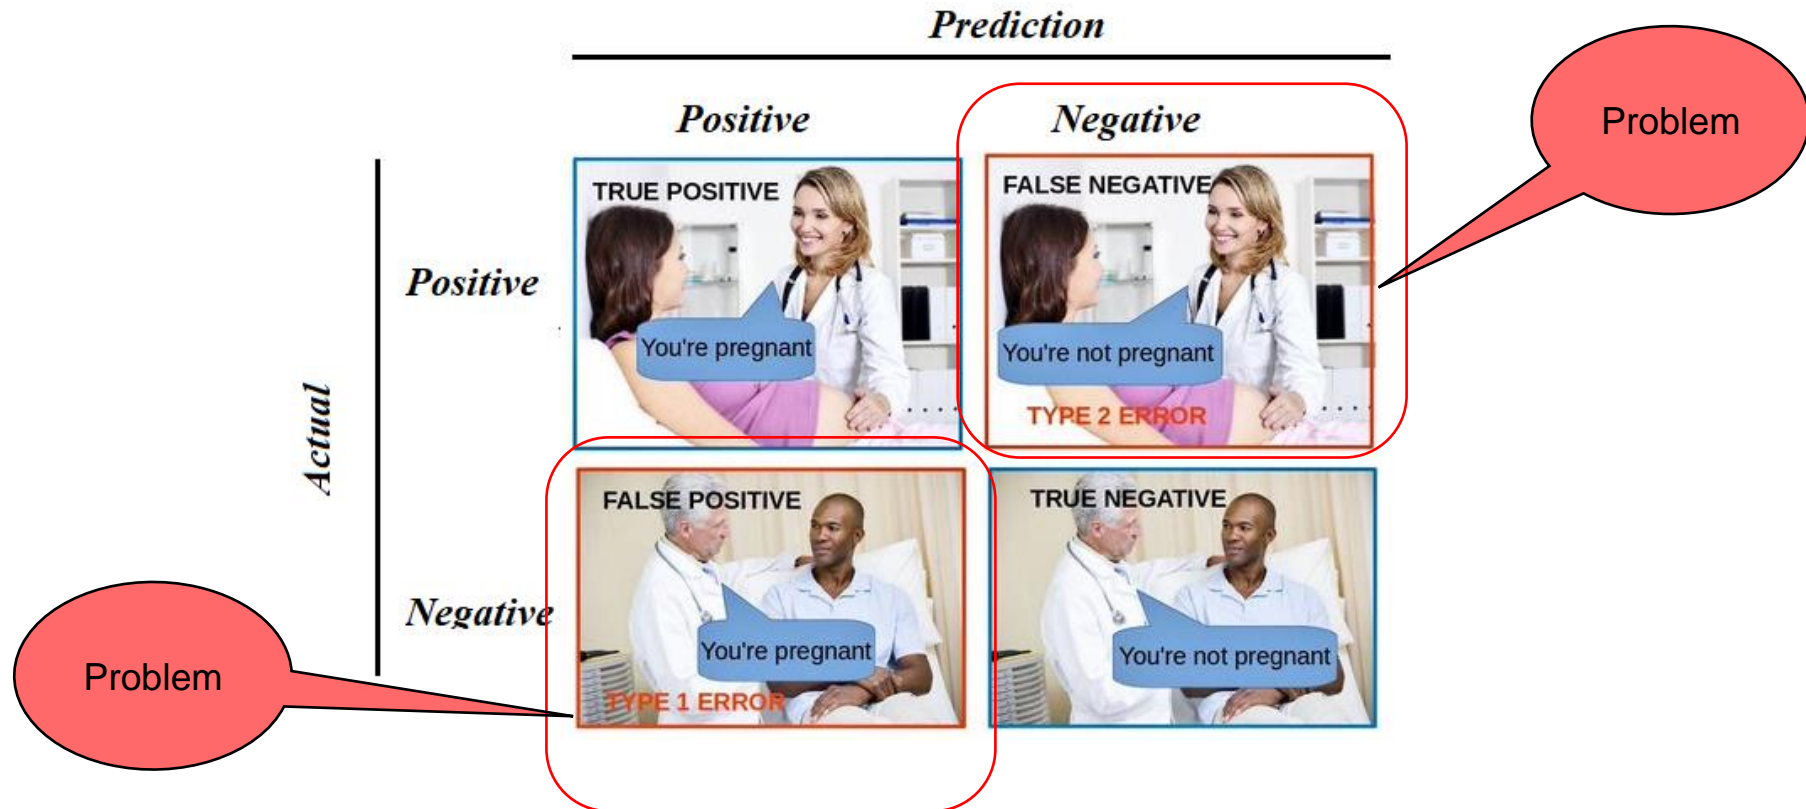 Prediction
Positive
Negative
Problem
TRUE POSITIVE
FALSE NEGATIVE
Positive
You're pregnant
You're not pregnant
TYPE 2 ERROR
Actual
FALSE POSITIVE
TRUE NEGATIVE
Negative
Problem
You're pregnant
You're not pregnant
TYPE 1 ERROR